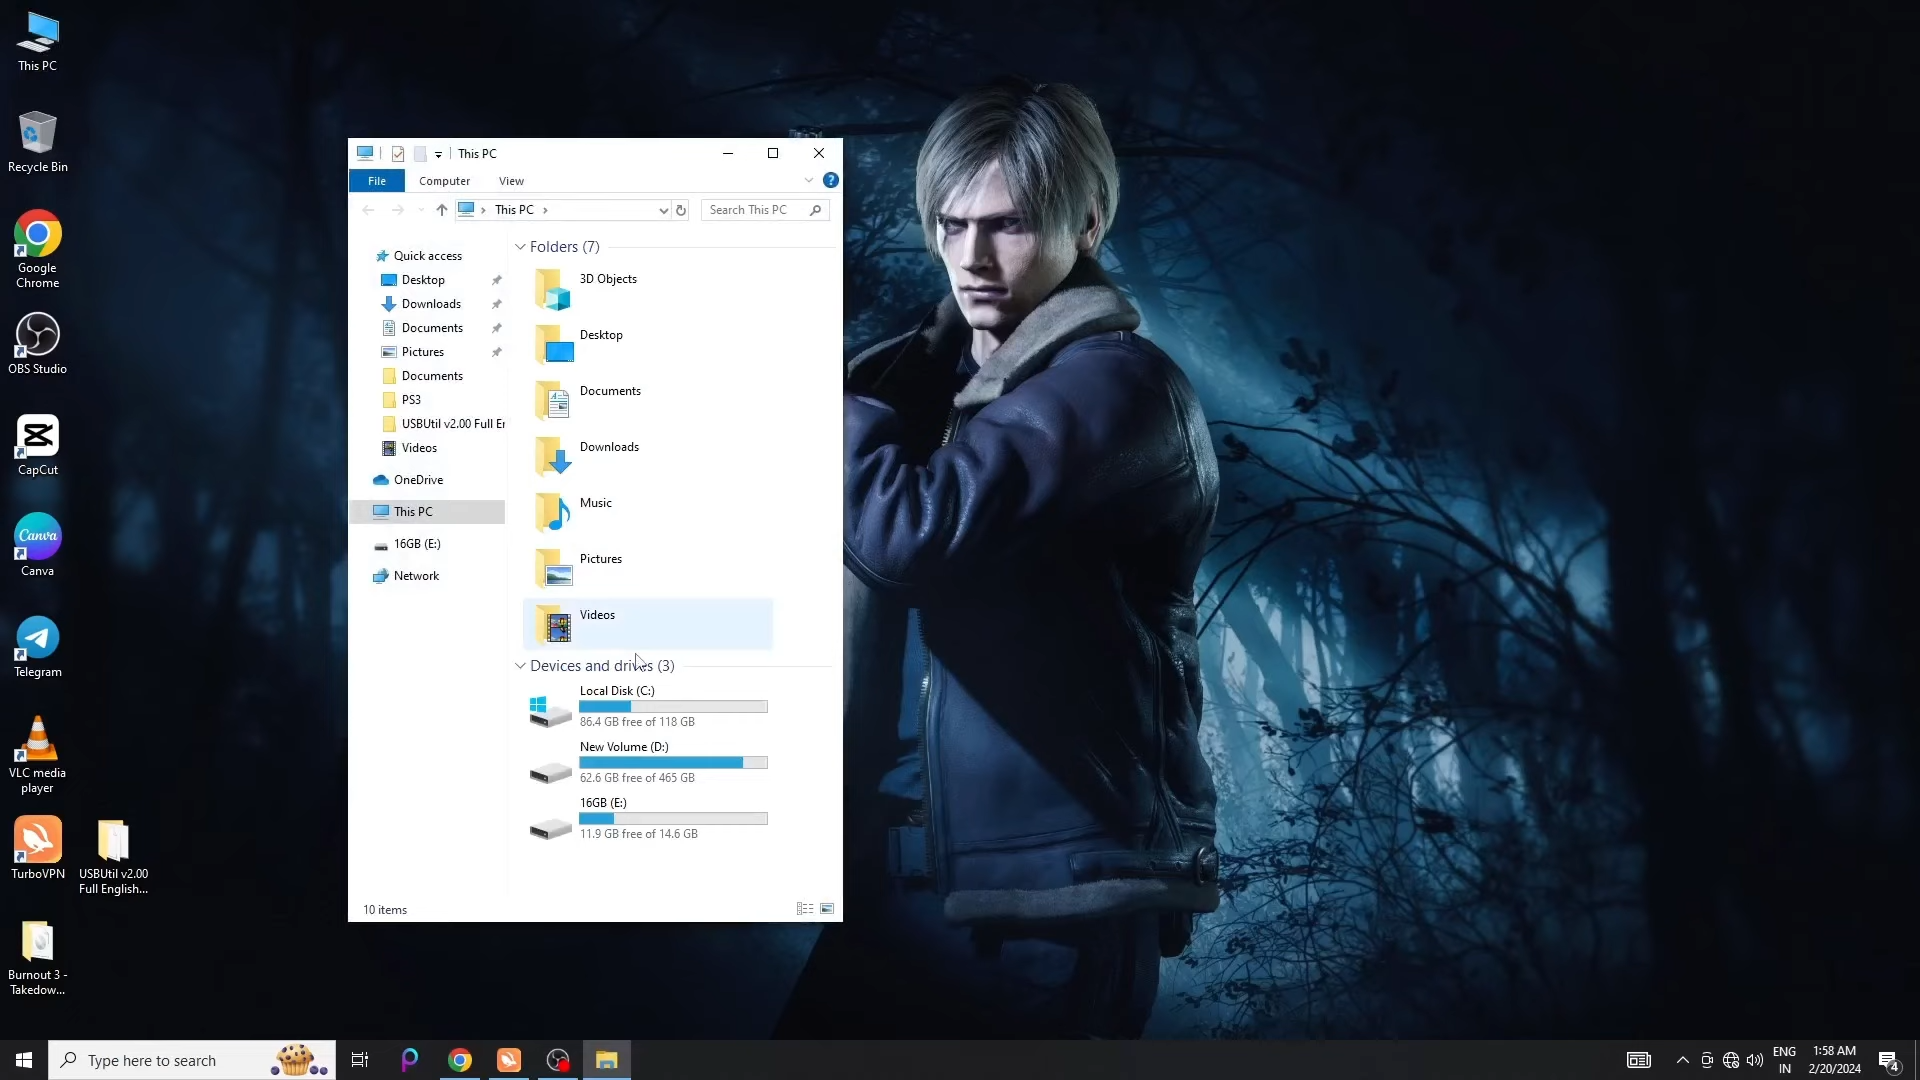 This PC
Recycle Bin
Google
Chrome
OBS Studio
CapCut
Canva
Canva
Telegram
VLC media
player
TurboVPN
USBUtil v2.00
Full English...
Burnout 3 -
Takedow...
This PC
File
Computer
View
?
This PC
Search This PC
Quick access
Desktop
Downloads
Documents
Pictures
Documents
PS3
USBUtil v2.00 Full Er
Videos
OneDrive
This PC
16GB (E:)
Network
Folders (7)
3D Objects
Desktop
Documents
Downloads
Music
Pictures
Videos
Devices and drives (3)
Local Disk (C:)
86.4 GB free of 118 GB
New Volume (D:)
62.6 GB free of 465 GB
16GB (E:)
11.9 GB free of 14.6 GB
10 items
Type here to search
ENG
IN
1:58 AM
2/20/2024
4